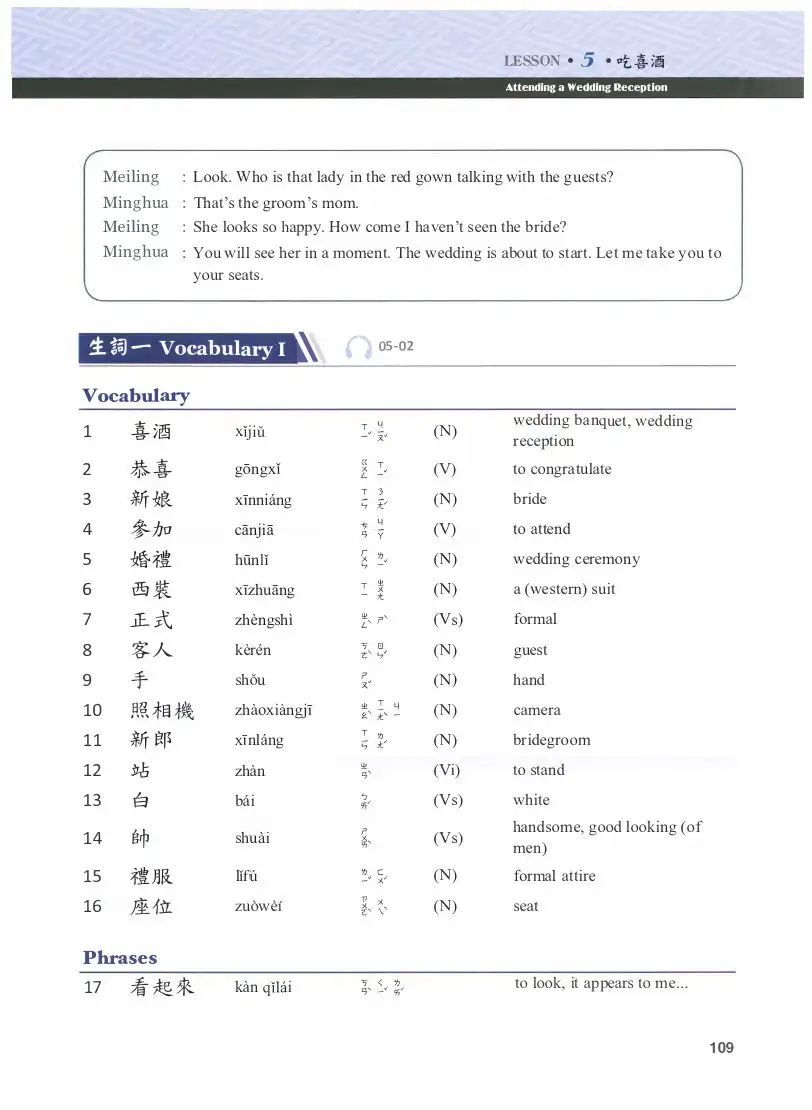 LESSON • 5 • 吃喜酒
Attending a Wedding Reception
Meiling : Look. Who is that lady in the red gown talking with the guests?
Minghua : That’s the groom’s mom.
Meiling : She looks so happy. How come I haven’t seen the bride?
Minghua : You will see her in a moment. The wedding is about to start. Let me take you to
your seats.
生詞一 Vocabulary I 05-02
Vocabulary
1 喜酒 xǐjiǔ ㄒㄧˇ ㄐㄧㄡˇ (N) wedding banquet, wedding
reception
2 恭喜 gōngxǐ ㄍㄨㄥ ㄒㄧˇ (V) to congratulate
3 新娘 xīnniáng ㄒㄧㄣ ㄋㄧㄤˊ (N) bride
4 參加 cānjiā ㄘㄢ ㄐㄧㄚ (V) to attend
5 婚禮 hūnlǐ ㄏㄨㄣ ㄌㄧˇ (N) wedding ceremony
6 西裝 xīzhuāng ㄒㄧ ㄓㄨㄤ (N) a (western) suit
7 正式 zhèngshì ㄓㄥˋ ㄕˋ (Vs) formal
8 客人 kèrén ㄎㄜˋ ㄖㄣˊ (N) guest
9 手 shǒu ㄕㄡˇ (N) hand
10 照相機 zhàoxiàngjī ㄓㄠˋ ㄒㄧㄤˋ ㄐㄧ (N) camera
11 新郎 xīnláng ㄒㄧㄣ ㄌㄤˊ (N) bridegroom
12 站 zhàn ㄓㄢˋ (Vi) to stand
13 白 bái ㄅㄞˊ (Vs) white
14 帥 shuài ㄕㄨㄞˋ (Vs) handsome, good looking (of
men)
15 禮服 lǐfú ㄌㄧˇ ㄈㄨˊ (N) formal attire
16 座位 zuòwèi ㄗㄨㄛˋ ㄨㄟˋ (N) seat
Phrases
17 看起來 kàn qǐlái ㄎㄢˋ ㄑㄧˇ ㄌㄞˊ to look, it appears to me...
109